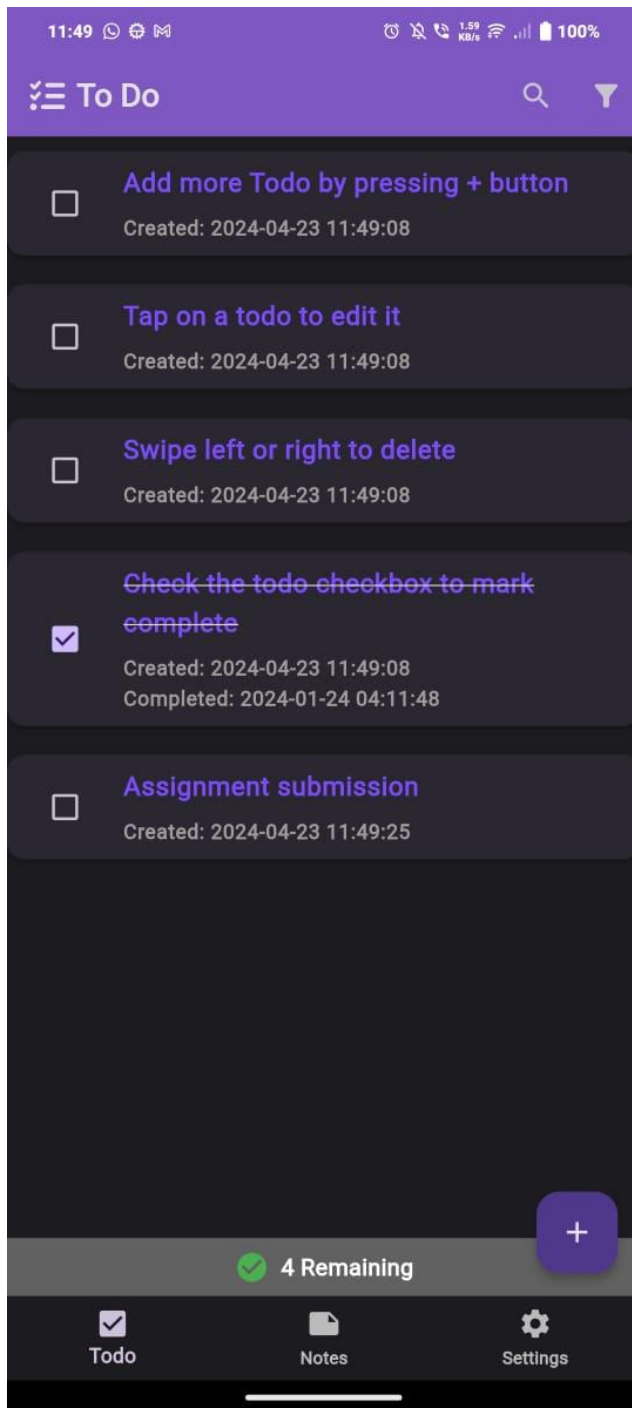 11:49 1.59 KB/s 100%
To Do
Add more Todo by pressing + button
Created: 2024-04-23 11:49:08
Tap on a todo to edit it
Created: 2024-04-23 11:49:08
Swipe left or right to delete
Created: 2024-04-23 11:49:08
Check the todo checkbox to mark
complete
Created: 2024-04-23 11:49:08
Completed: 2024-01-24 04:11:48
Assignment submission
Created: 2024-04-23 11:49:25
+
4 Remaining
Todo Notes Settings